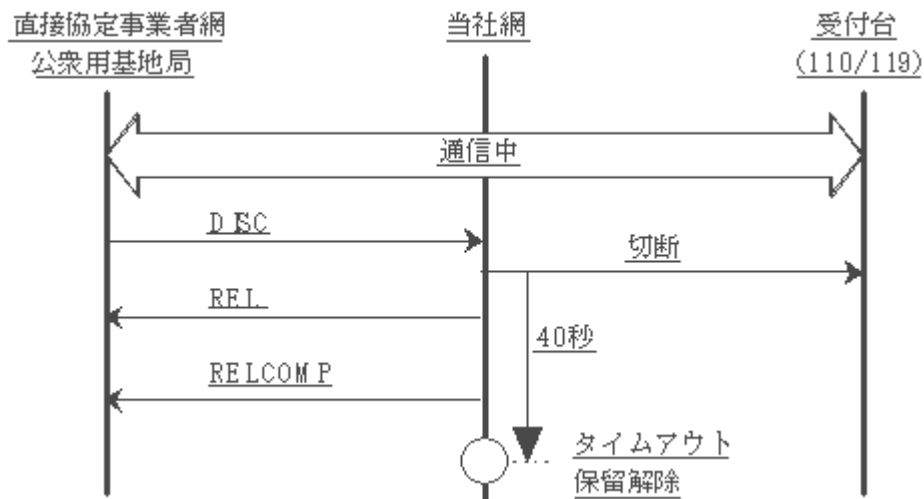 直接協定事業者網
公衆用基地局
当社網
受付台
(110/119)
通信中
DISC
切断
REL
40秒
RELCOMP
タイムアウト
保留解除